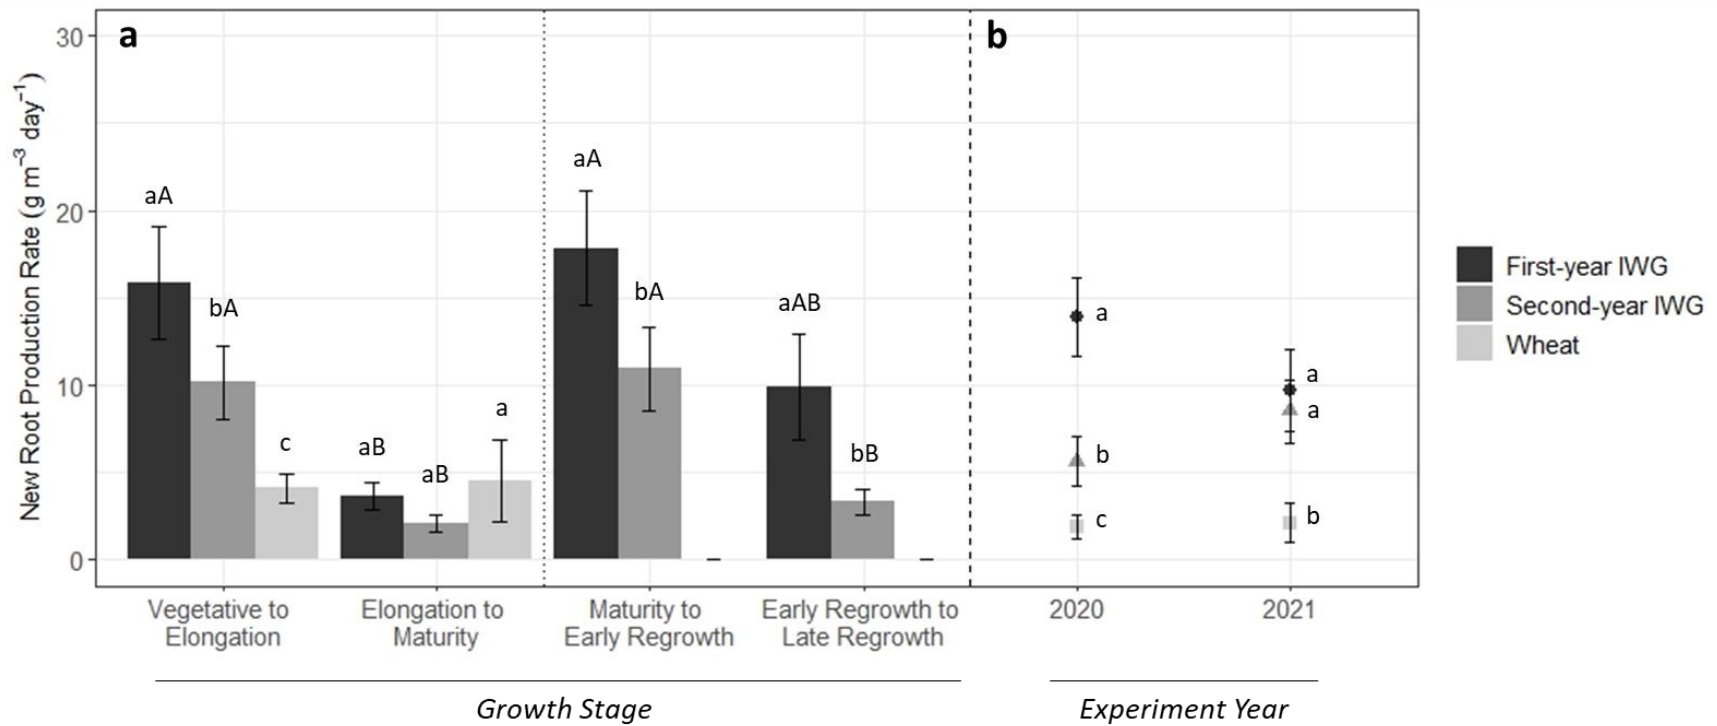 a
b
New Root Production Rate (g m⁻³ day⁻¹)
30
20
10
0
aA
bA
c
aB
aB
a
aA
bA
aAB
bB
a
b
c
a
a
b
Vegetative to
Elongation
Elongation to
Maturity
Maturity to
Early Regrowth
Early Regrowth to
Late Regrowth
2020
2021
Growth Stage
Experiment Year
First-year IWG
Second-year IWG
Wheat